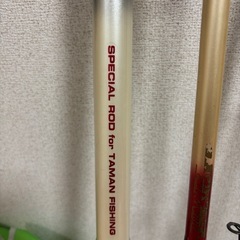 SPECIAL ROD for TAMAN FISHING